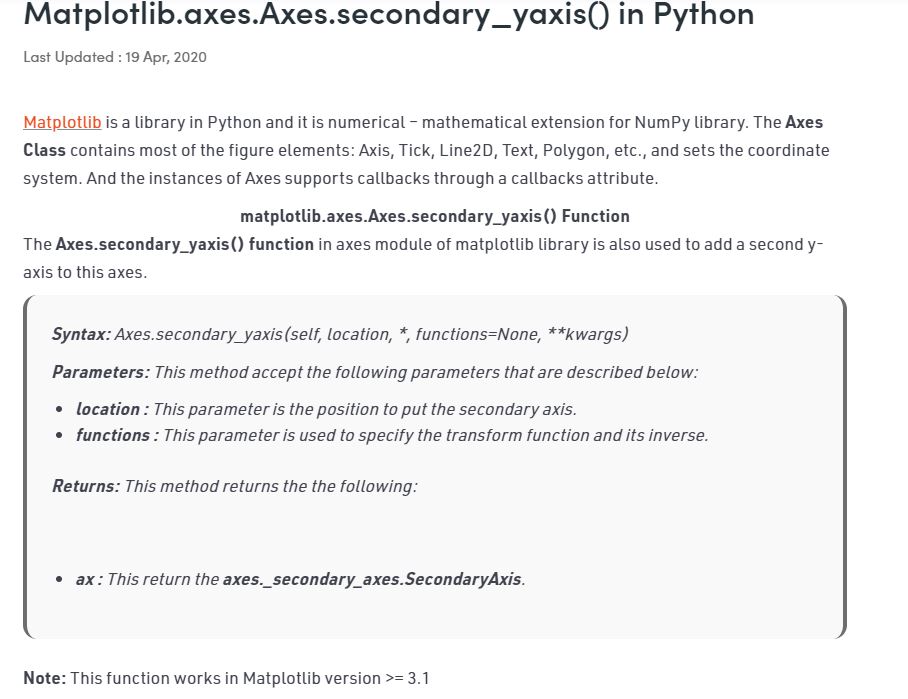 Matplotlib.axes.Axes.secondary_yaxis() in Python
Last Updated : 19 Apr, 2020
Matplotlib is a library in Python and it is numerical – mathematical extension for NumPy library. The Axes
Class contains most of the figure elements: Axis, Tick, Line2D, Text, Polygon, etc., and sets the coordinate
system. And the instances of Axes supports callbacks through a callbacks attribute.
matplotlib.axes.Axes.secondary_yaxis() Function
The Axes.secondary_yaxis() function in axes module of matplotlib library is also used to add a second y-
axis to this axes.
Syntax: Axes.secondary_yaxis(self, location, *, functions=None, **kwargs)
Parameters: This method accept the following parameters that are described below:
• location : This parameter is the position to put the secondary axis.
• functions : This parameter is used to specify the transform function and its inverse.
Returns: This method returns the the following:
• ax : This return the axes._secondary_axes.SecondaryAxis.
Note: This function works in Matplotlib version >= 3.1